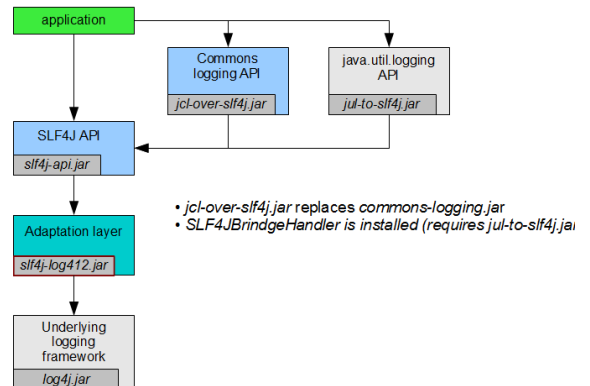 application
Commons
logging API
jcl-over-slf4j.jar
java.util.logging
API
jul-to-slf4j.jar
SLF4J API
slf4j-api.jar
• jcl-over-slf4j.jar replaces commons-logging.jar
• SLF4JBrindgeHandler is installed (requires jul-to-slf4j.jar
Adaptation layer
slf4j-log412.jar
Underlying
logging
framework
log4j.jar